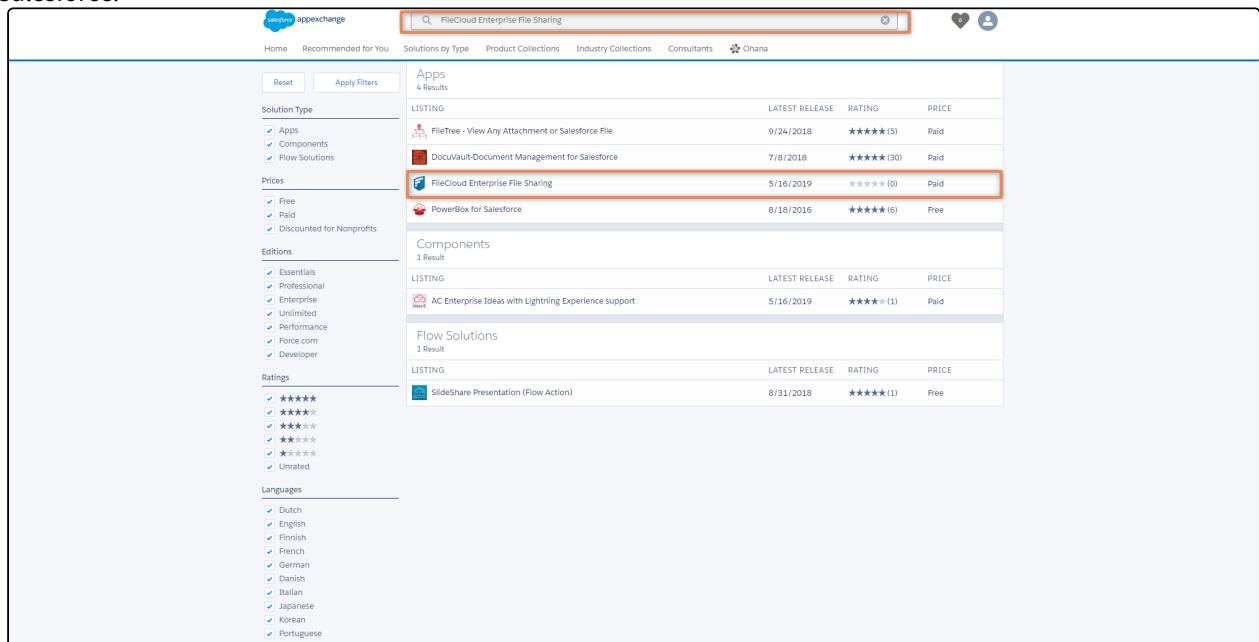 Salesforce.
salesforce appexchange
FileCloud Enterprise File Sharing
0
Home Recommended for You Solutions by Type Product Collections Industry Collections Consultants Ohana
Reset Apply Filters
Solution Type
Apps
Components
Flow Solutions
Prices
Free
Paid
Discounted for Nonprofits
Editions
Essentials
Professional
Enterprise
Unlimited
Performance
Force.com
Developer
Ratings
★★★★★
★★★★★
★★★★★
★★★★★
★★★★★
Unrated
Languages
Dutch
English
Finnish
French
German
Danish
Italian
Japanese
Korean
Portuguese
Apps
4 Results
LISTING LATEST RELEASE RATING PRICE
FileTree - View Any Attachment or Salesforce File 9/24/2018 ★★★★★ (5) Paid
DocuVault-Document Management for Salesforce 7/8/2018 ★★★★★ (30) Paid
FileCloud Enterprise File Sharing 5/16/2019 ★★★★★ (0) Paid
PowerBox for Salesforce 8/18/2016 ★★★★★ (6) Free
Components
1 Result
LISTING LATEST RELEASE RATING PRICE
AC Enterprise Ideas with Lightning Experience support 5/16/2019 ★★★★★ (1) Paid
Flow Solutions
1 Result
LISTING LATEST RELEASE RATING PRICE
SlideShare Presentation (Flow Action) 8/31/2018 ★★★★★ (1) Free